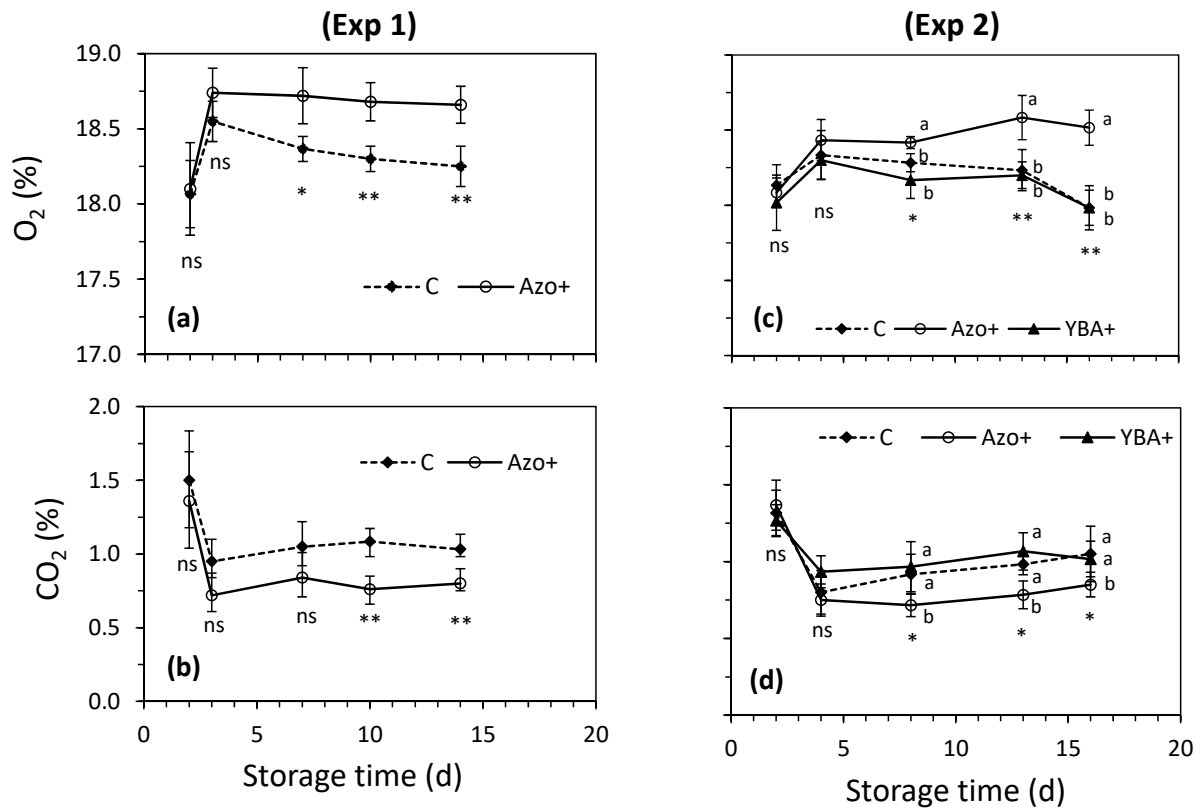 (Exp 1)
(Exp 2)
19.0
18.5
18.0
17.5
17.0
O2 (%)
ns
ns
*
**
**
C
Azo+
(a)
ns
ns
a
b
b
*
a
b
b
**
a
b
b
**
C
Azo+
YBA+
(c)
2.0
1.5
1.0
0.5
0.0
CO2 (%)
C
Azo+
ns
ns
ns
**
**
(b)
0
5
10
15
20
Storage time (d)
C
Azo+
YBA+
ns
ns
a
a
b
*
a
a
b
*
a
a
b
*
(d)
0
5
10
15
20
Storage time (d)